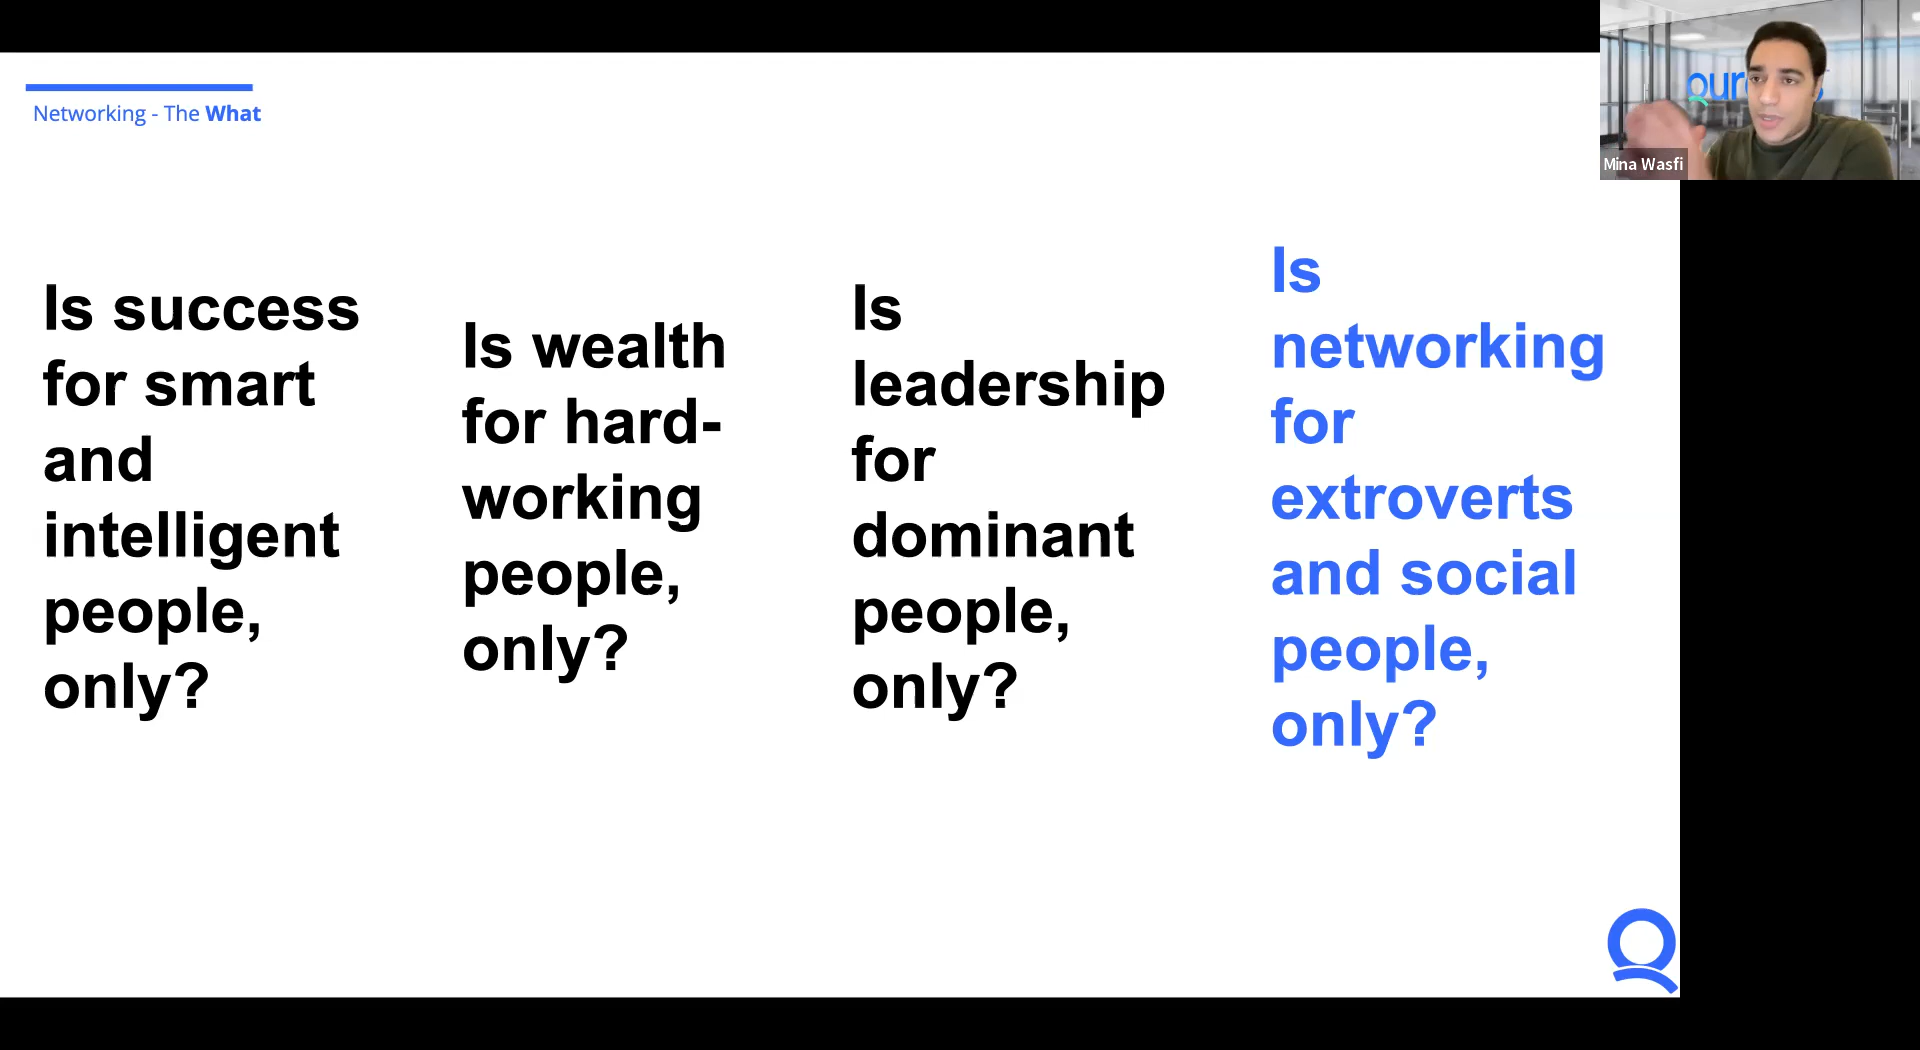 Networking - The What
Is success
for smart
and
intelligent
people,
only?
Is wealth
for hard-
working
people,
only?
Is
leadership
for
dominant
people,
only?
Is
networking
for
extroverts
and social
people,
only?
Mina Wasfi